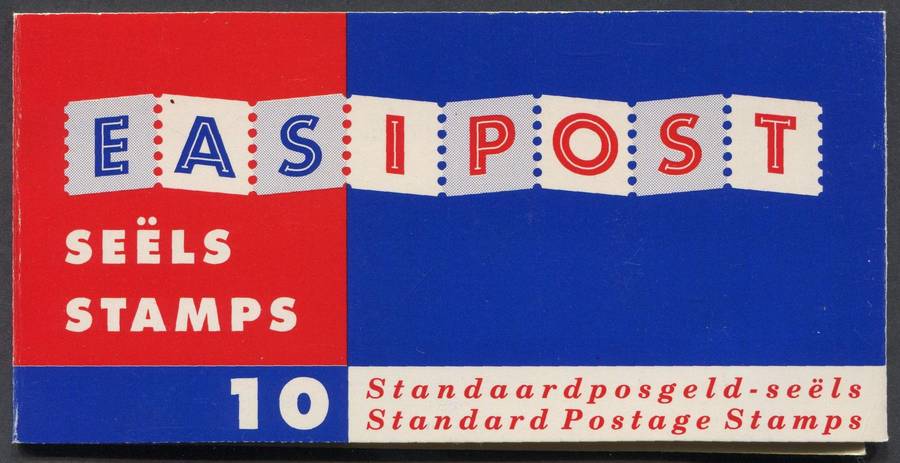 EASIPOST
SEËLS
STAMPS
10
Standaardposgeld-seëls
Standard Postage Stamps